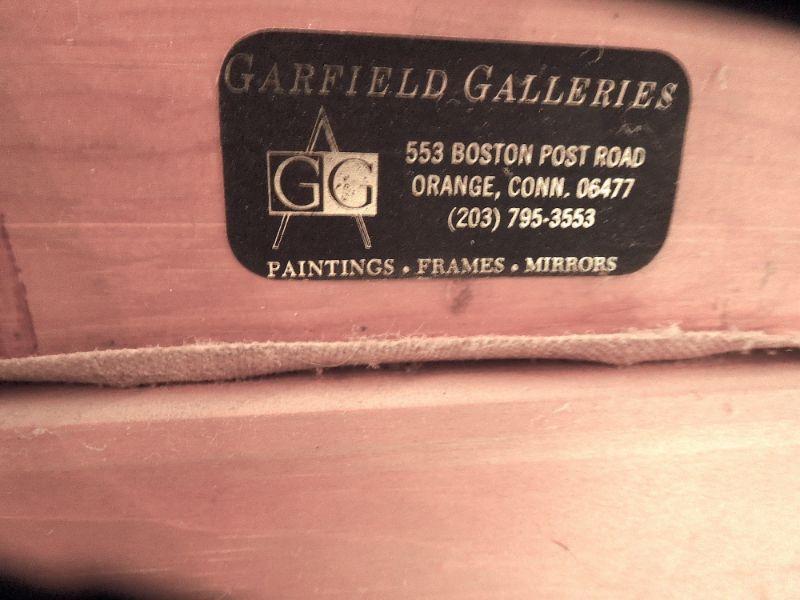 GARFIELD GALLERIES
GG
553 BOSTON POST ROAD
ORANGE, CONN. 06477
(203) 795-3553
PAINTINGS • FRAMES • MIRRORS